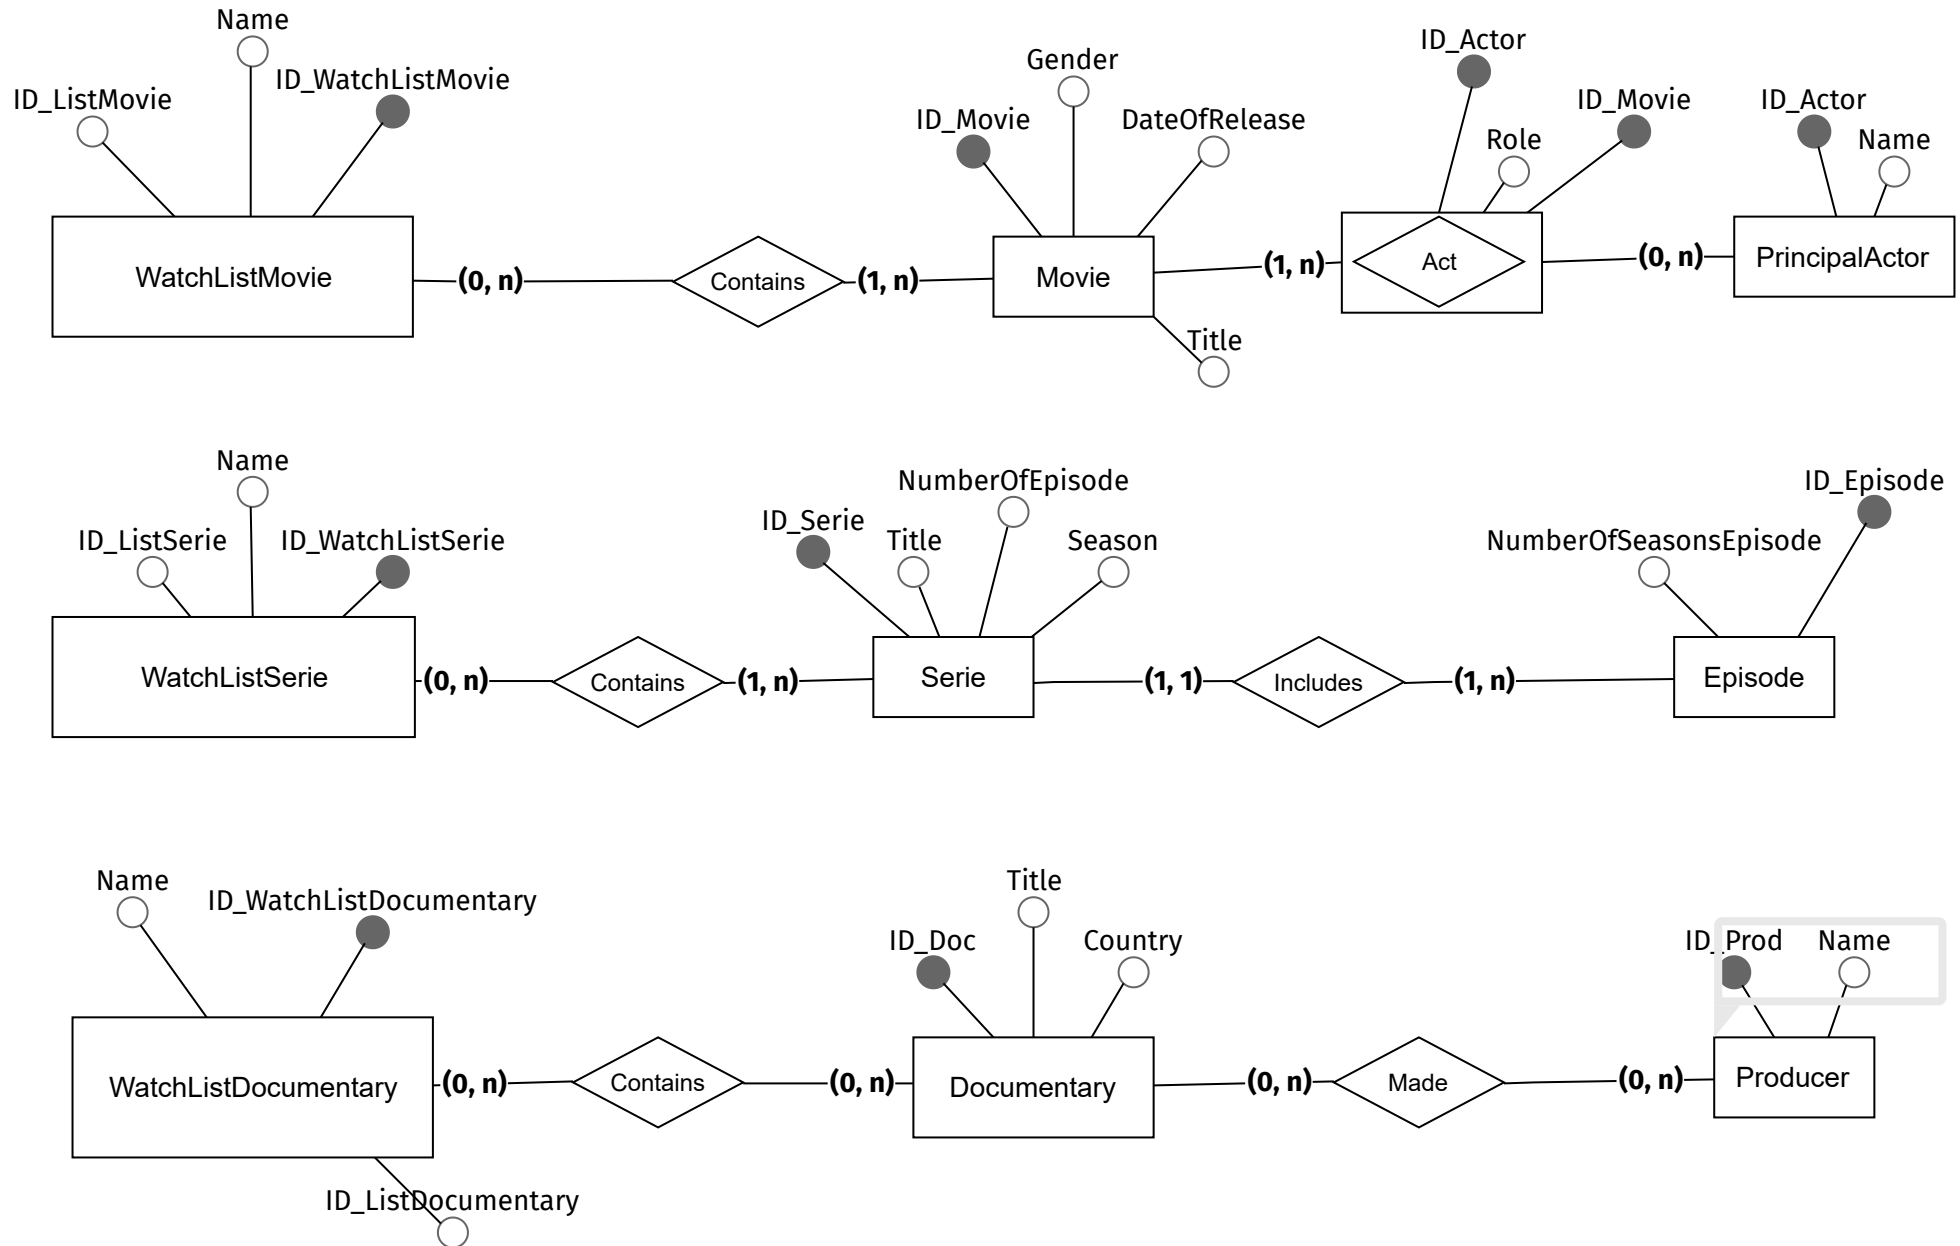 Name
ID_ListMovie
ID_WatchListMovie
WatchListMovie
(0, n)
Contains
(1, n)
Gender
ID_Movie
DateOfRelease
Movie
Title
(1, n)
ID_Actor
Role
ID_Movie
Act
(0, n)
ID_Actor
Name
PrincipalActor
Name
ID_ListSerie
ID_WatchListSerie
WatchListSerie
(0, n)
Contains
(1, n)
ID_Serie
Title
NumberOfEpisode
Season
Serie
(1, 1)
Includes
(1, n)
NumberOfSeasonsEpisode
ID_Episode
Episode
Name
ID_WatchListDocumentary
WatchListDocumentary
ID_ListDocumentary
(0, n)
Contains
(0, n)
Title
ID_Doc
Country
Documentary
(0, n)
Made
(0, n)
ID_Prod
Name
Producer